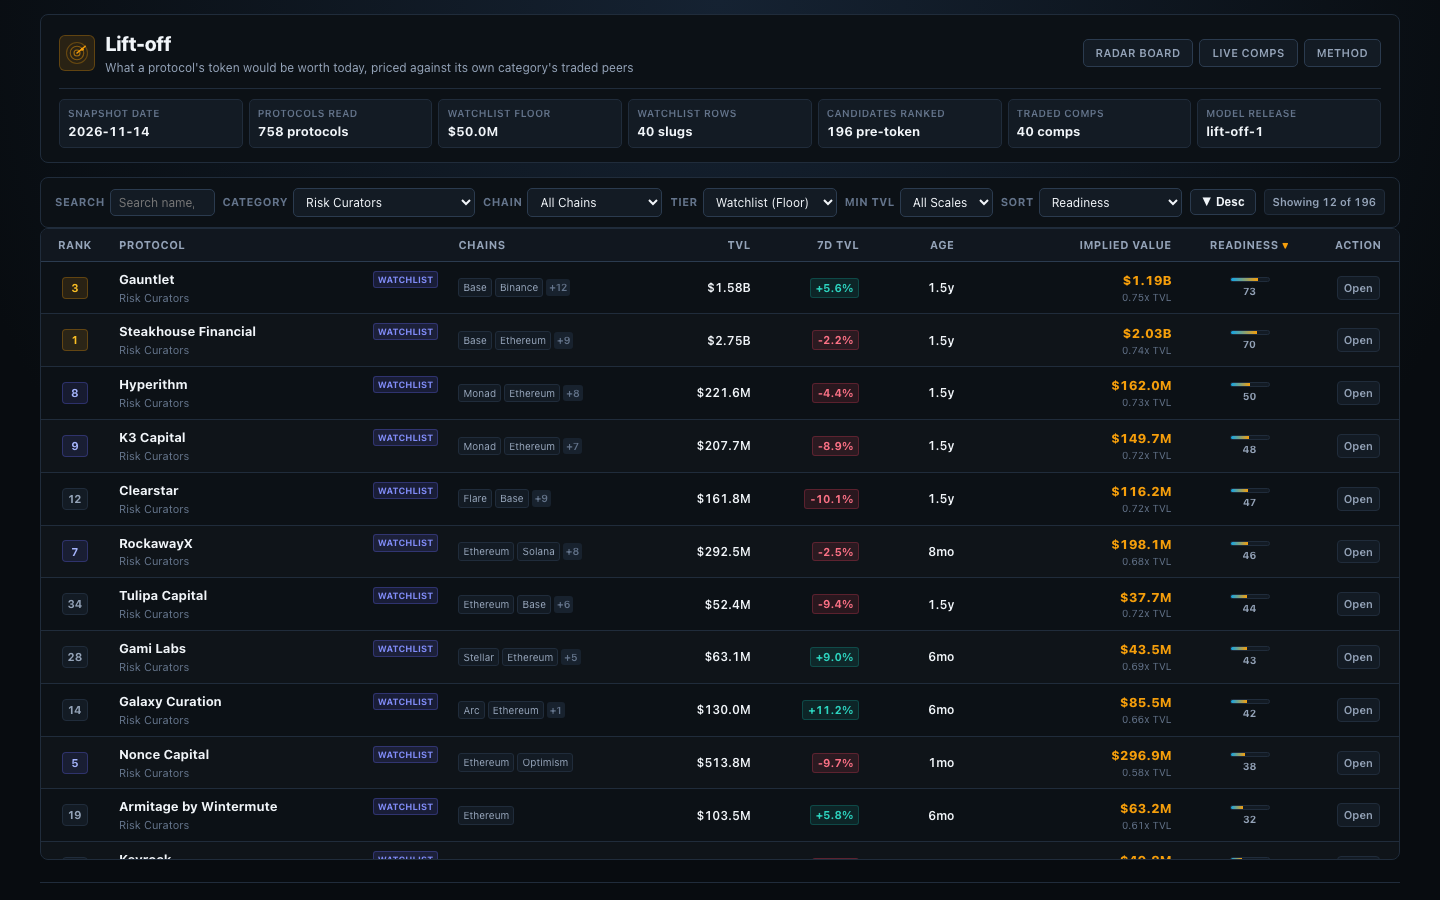 Lift-off
What a protocol's token would be worth today, priced against its own category's traded peers
RADAR BOARD LIVE COMPS METHOD
SNAPSHOT DATE PROTOCOLS READ WATCHLIST FLOOR WATCHLIST ROWS CANDIDATES RANKED TRADED COMPS MODEL RELEASE
2026-11-14 758 protocols $50.0M 40 slugs 196 pre-token 40 comps lift-off-1
SEARCH Search name, CATEGORY Risk Curators CHAIN All Chains TIER Watchlist (Floor) MIN TVL All Scales SORT Readiness ▼ Desc Showing 12 of 196
RANK PROTOCOL CHAINS TVL 7D TVL AGE IMPLIED VALUE READINESS ▼ ACTION
3 Gauntlet WATCHLIST Base Binance +12 $1.58B +5.6% 1.5y $1.19B Open
Risk Curators 0.75x TVL 73
1 Steakhouse Financial WATCHLIST Base Ethereum +9 $2.75B -2.2% 1.5y $2.03B Open
Risk Curators 0.74x TVL 70
8 Hyperithm WATCHLIST Monad Ethereum +8 $221.6M -4.4% 1.5y $162.0M Open
Risk Curators 0.73x TVL 50
9 K3 Capital WATCHLIST Monad Ethereum +7 $207.7M -8.9% 1.5y $149.7M Open
Risk Curators 0.72x TVL 48
12 Clearstar WATCHLIST Flare Base +9 $161.8M -10.1% 1.5y $116.2M Open
Risk Curators 0.72x TVL 47
7 RockawayX WATCHLIST Ethereum Solana +8 $292.5M -2.5% 8mo $198.1M Open
Risk Curators 0.68x TVL 46
34 Tulipa Capital WATCHLIST Ethereum Base +6 $52.4M -9.4% 1.5y $37.7M Open
Risk Curators 0.72x TVL 44
28 Gami Labs WATCHLIST Stellar Ethereum +5 $63.1M +9.0% 6mo $43.5M Open
Risk Curators 0.69x TVL 43
14 Galaxy Curation WATCHLIST Arc Ethereum +1 $130.0M +11.2% 6mo $85.5M Open
Risk Curators 0.66x TVL 42
5 Nonce Capital WATCHLIST Ethereum Optimism $513.8M -9.7% 1mo $296.9M Open
Risk Curators 0.58x TVL 38
19 Armitage by Wintermute WATCHLIST Ethereum $103.5M +5.8% 6mo $63.2M Open
Risk Curators 0.61x TVL 32
Keyrock WATCHLIST